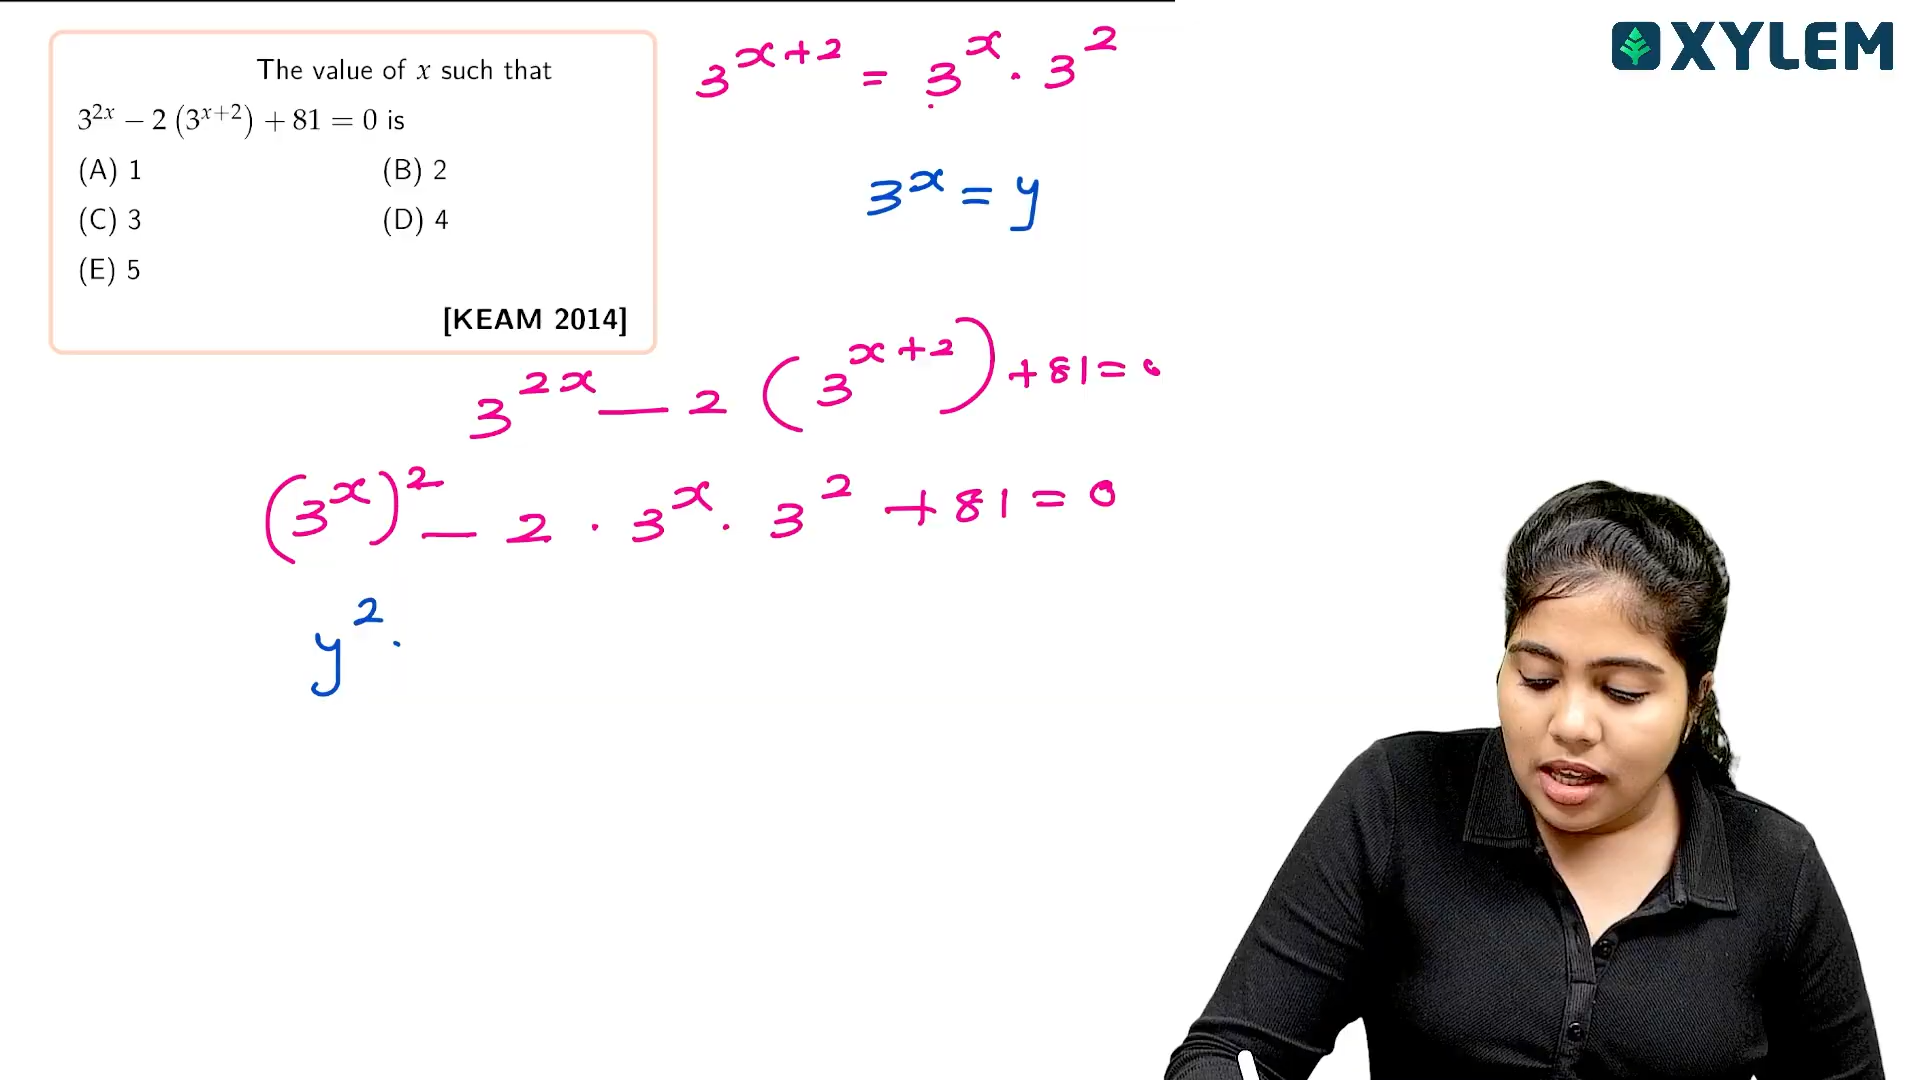 The value of x such that
3^{2x} − 2 (3^{x+2}) + 81 = 0 is
(A) 1 (B) 2
(C) 3 (D) 4
(E) 5
[KEAM 2014]
XYLEM
3^{x+2} = 3^x · 3^2
3^x = y
3^{2x} — 2 (3^{x+2}) + 81 = 0
(3^x)^2 — 2 · 3^x · 3^2 + 81 = 0
y^2 ·